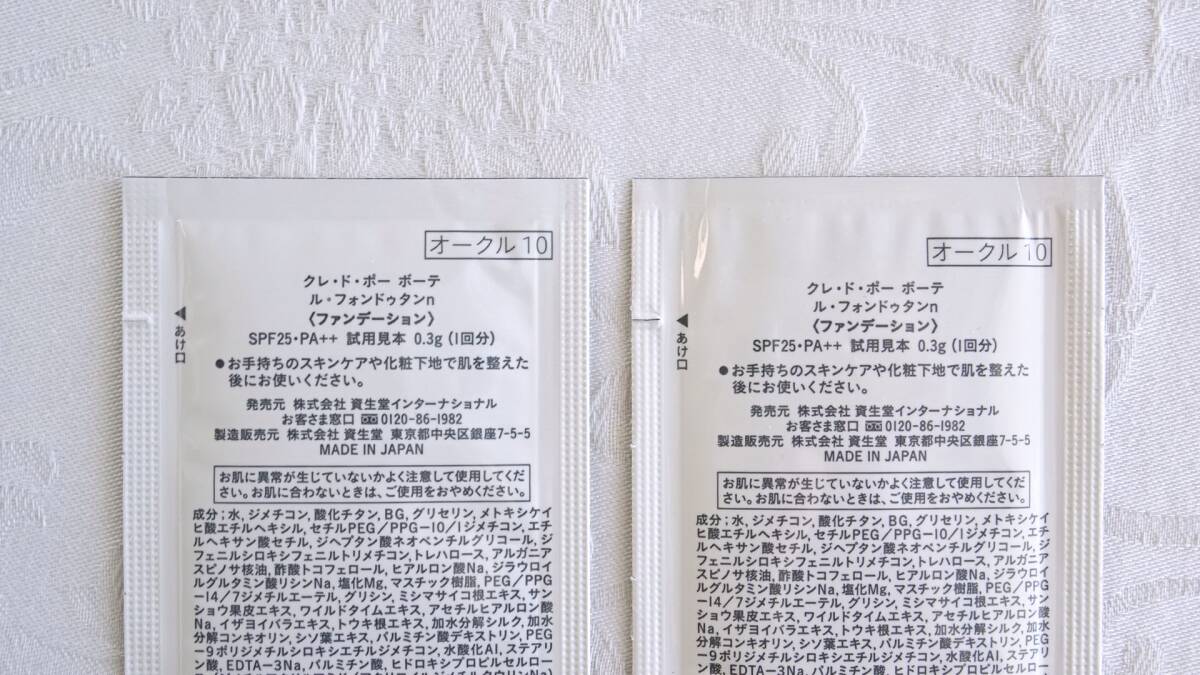 オークル10
クレ・ド・ポー ボーテ
ル・フォンドゥタンn
〈ファンデーション〉
SPF25・PA++ 試用見本 0.3g (1回分)
◀あけ口
●お手持ちのスキンケアや化粧下地で肌を整えた
後にお使いください。
発売元 株式会社 資生堂インターナショナル
お客さま窓口 0120-86-1982
製造販売元 株式会社 資生堂 東京都中央区銀座7-5-5
MADE IN JAPAN
お肌に異常が生じていないかよく注意して使用してくだ
さい。お肌に合わないときは、ご使用をおやめください。
成分：水, ジメチコン, 酸化チタン, BG, グリセリン, メトキシケイ
ヒ酸エチルヘキシル, セチルPEG／PPG－10／1ジメチコン, エチ
ルヘキサン酸セチル, ジヘプタン酸ネオペンチルグリコール, ジ
フェニルシロキシフェニルトリメチコン, トレハロース, アルガニア
スピノサ核油, 酢酸トコフェロール, ヒアルロン酸Na, ジラウロイ
ルグルタミン酸リシンNa, 塩化Mg, マスチック樹脂, PEG／PPG
－14／7ジメチルエーテル, グリシン, ミシマサイコ根エキス, サン
ショウ果皮エキス, ワイルドタイムエキス, アセチルヒアルロン酸
Na, イザヨイバラエキス, トウキ根エキス, 加水分解シルク, 加水
分解コンキオリン, シソ葉エキス, パルミチン酸デキストリン, PEG
－9ポリジメチルシロキシエチルジメチコン, 水酸化Al, ステアリ
ン酸, EDTA－3Na, パルミチン酸, ヒドロキシプロピルセルロー
オークル10
クレ・ド・ポー ボーテ
ル・フォンドゥタンn
〈ファンデーション〉
SPF25・PA++ 試用見本 0.3g (1回分)
◀あけ口
●お手持ちのスキンケアや化粧下地で肌を整えた
後にお使いください。
発売元 株式会社 資生堂インターナショナル
お客さま窓口 0120-86-1982
製造販売元 株式会社 資生堂 東京都中央区銀座7-5-5
MADE IN JAPAN
お肌に異常が生じていないかよく注意して使用してくだ
さい。お肌に合わないときは、ご使用をおやめください。
成分：水, ジメチコン, 酸化チタン, BG, グリセリン, メトキシケイ
ヒ酸エチルヘキシル, セチルPEG／PPG－10／1ジメチコン, エチ
ルヘキサン酸セチル, ジヘプタン酸ネオペンチルグリコール, ジ
フェニルシロキシフェニルトリメチコン, トレハロース, アルガニア
スピノサ核油, 酢酸トコフェロール, ヒアルロン酸Na, ジラウロイ
ルグルタミン酸リシンNa, 塩化Mg, マスチック樹脂, PEG／PPG
－14／7ジメチルエーテル, グリシン, ミシマサイコ根エキス, サン
ショウ果皮エキス, ワイルドタイムエキス, アセチルヒアルロン酸
Na, イザヨイバラエキス, トウキ根エキス, 加水分解シルク, 加水
分解コンキオリン, シソ葉エキス, パルミチン酸デキストリン, PEG
－9ポリジメチルシロキシエチルジメチコン, 水酸化Al, ステアリ
ン酸, EDTA－3Na, パルミチン酸, ヒドロキシプロピルセルロー